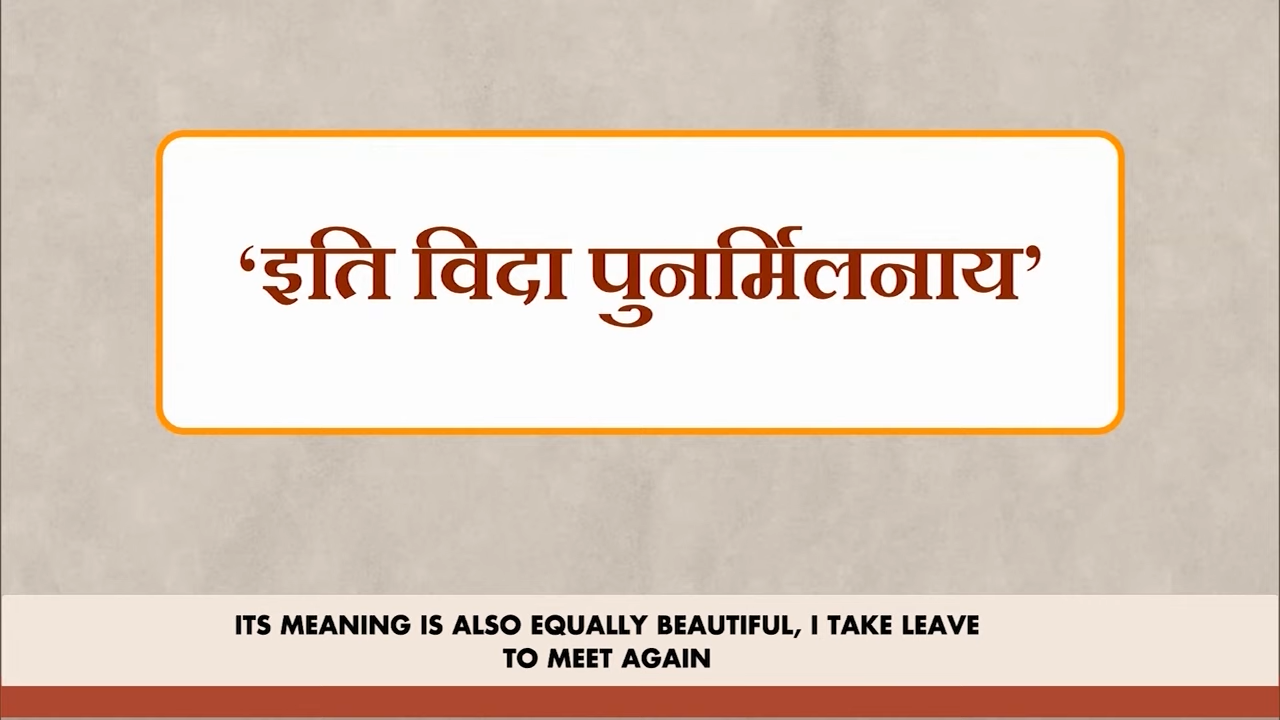 ‘इति विदा पुनर्मिलनाय’
ITS MEANING IS ALSO EQUALLY BEAUTIFUL, I TAKE LEAVE
TO MEET AGAIN